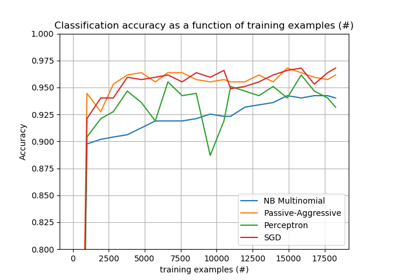 Classification accuracy as a function of training examples (#)
1.000
0.975
0.950
0.925
0.900
0.875
0.850
0.825
0.800
Accuracy
0 2500 5000 7500 10000 12500 15000 17500
training examples (#)
NB Multinomial
Passive-Aggressive
Perceptron
SGD